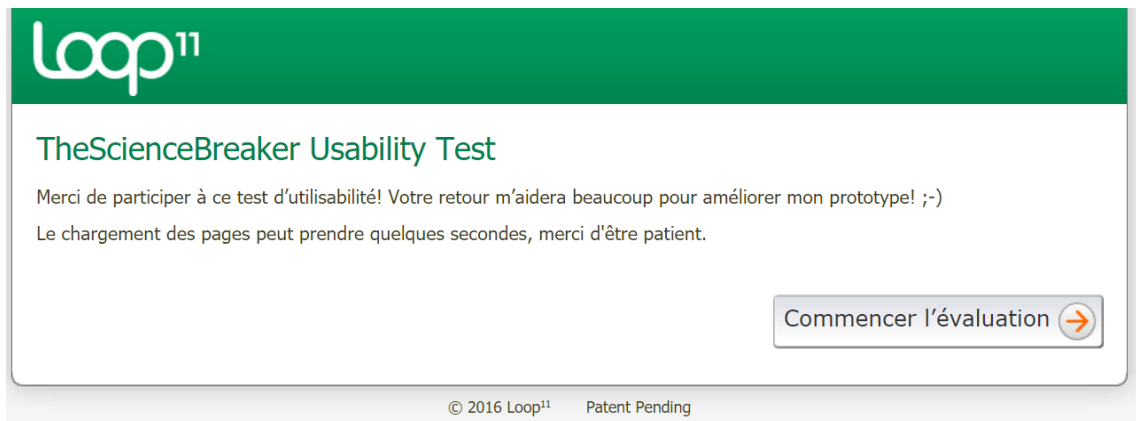 Loop¹¹
TheScienceBreaker Usability Test
Merci de participer à ce test d’utilisabilité! Votre retour m’aidera beaucoup pour améliorer mon prototype! ;-)
Le chargement des pages peut prendre quelques secondes, merci d'être patient.
Commencer l’évaluation
© 2016 Loop¹¹ Patent Pending